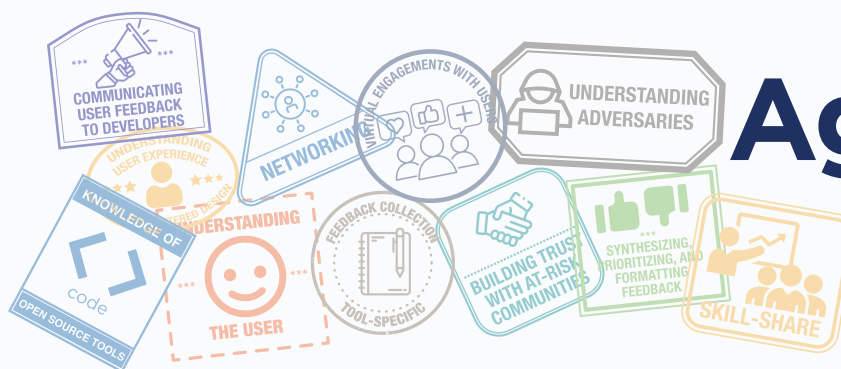 COMMUNICATING
USER FEEDBACK
TO DEVELOPERS
NETWORKING
VIRTUAL ENGAGEMENTS WITH USERS
UNDERSTANDING
ADVERSARIES
Ag
UNDERSTANDING
USER EXPERIENCE
TERED DESIGN
KNOWLEDGE OF
code
OPEN SOURCE TOOLS
UNDERSTANDING
THE USER
FEEDBACK COLLECTION
TOOL-SPECIFIC
BUILDING TRUST
WITH AT-RISK
COMMUNITIES
SYNTHESIZING,
PRIORITIZING, AND
FORMATTING
FEEDBACK
SKILL-SHARE